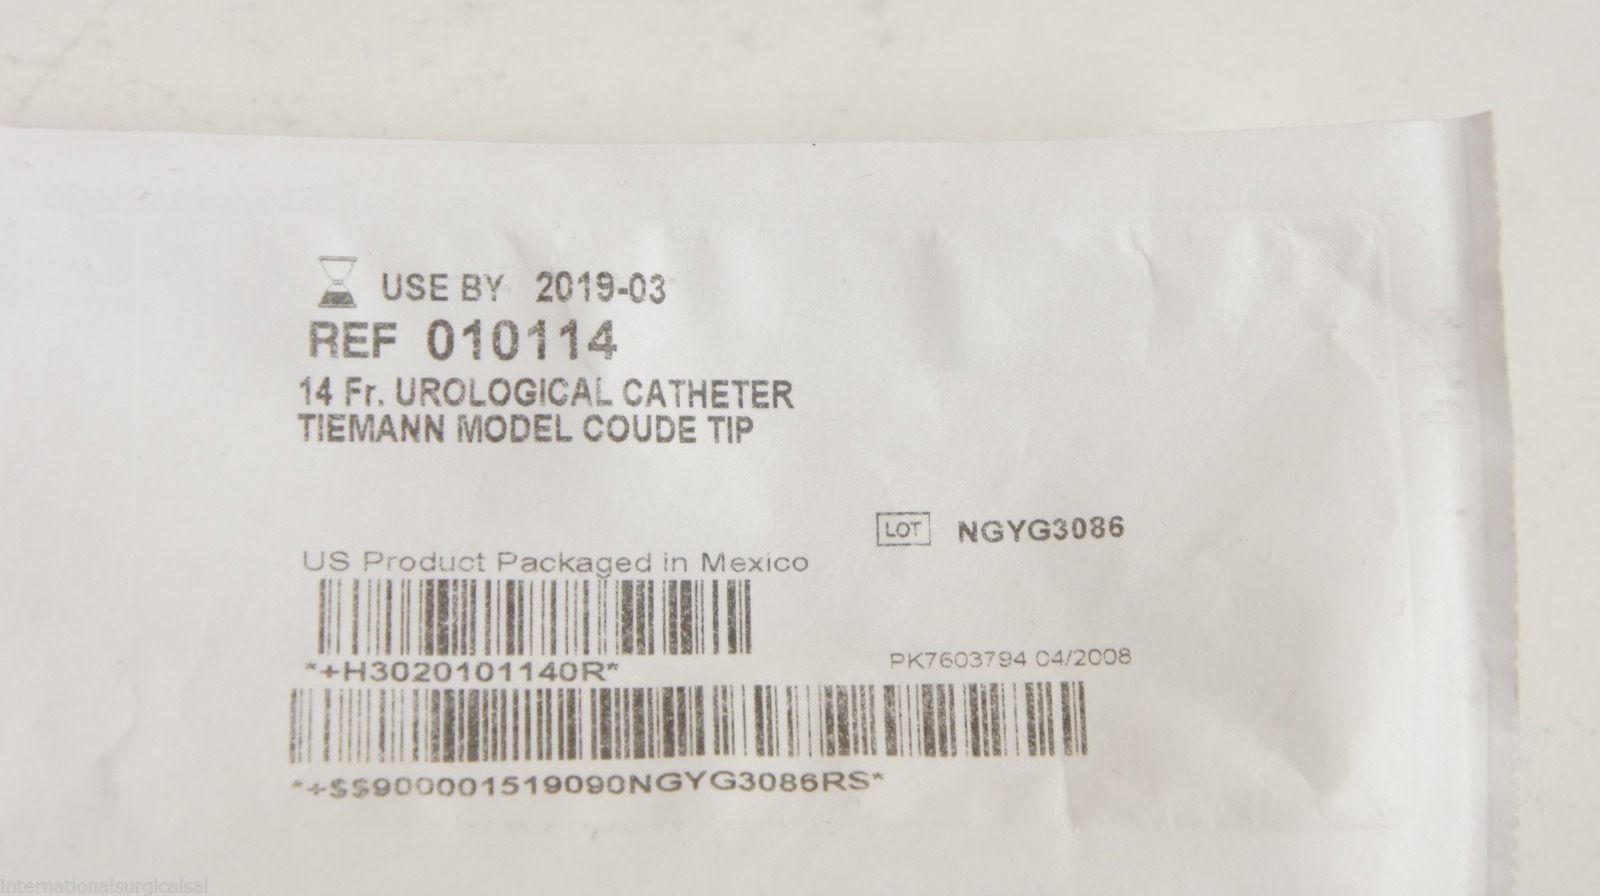 USE BY 2019-03
REF 010114
14 Fr. UROLOGICAL CATHETER
TIEMANN MODEL COUDE TIP
LOT NGYG3086
US Product Packaged in Mexico
*+H3020101140R*
PK7603794 04/2008
*+$$900001519090NGYG3086RS*
internationalsurgicalsal